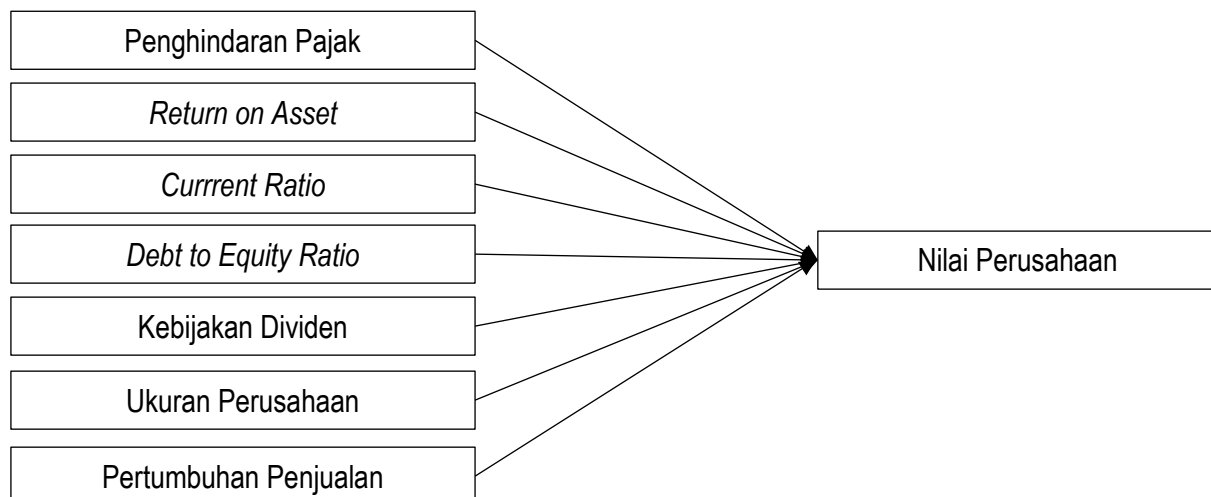 Penghindaran Pajak
Return on Asset
Currrent Ratio
Debt to Equity Ratio
Nilai Perusahaan
Kebijakan Dividen
Ukuran Perusahaan
Pertumbuhan Penjualan